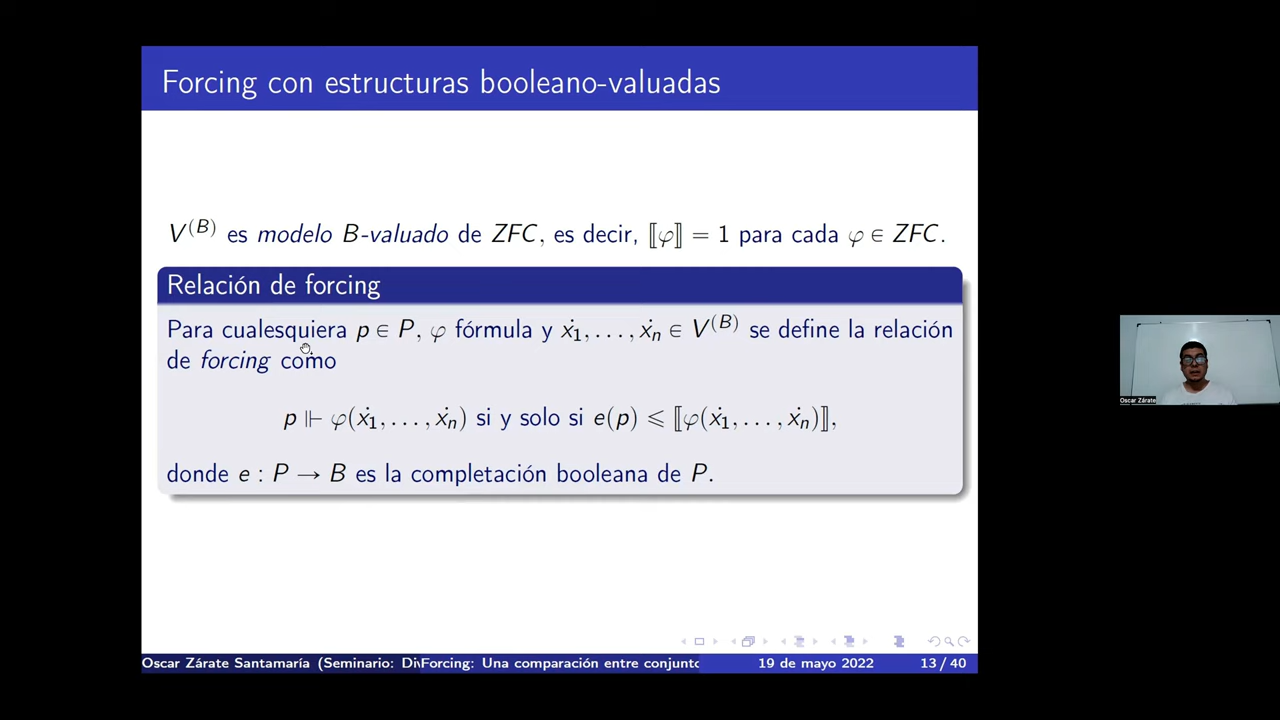 Forcing con estructuras booleano-valuadas
V^(B) es modelo B-valuado de ZFC, es decir, ⟦φ⟧ = 1 para cada φ ∈ ZFC.
Relación de forcing
Para cualesquiera p ∈ P, φ fórmula y ẋ₁, . . . , ẋₙ ∈ V^(B) se define la relación
de forcing como
p ⊩ φ(ẋ₁, . . . , ẋₙ) si y solo si e(p) ⩽ ⟦φ(ẋ₁, . . . , ẋₙ)⟧,
donde e : P → B es la completación booleana de P.
Oscar Zárate
Oscar Zárate Santamaría (Seminario: Di Forcing: Una comparación entre conjunto 19 de mayo 2022 13 / 40